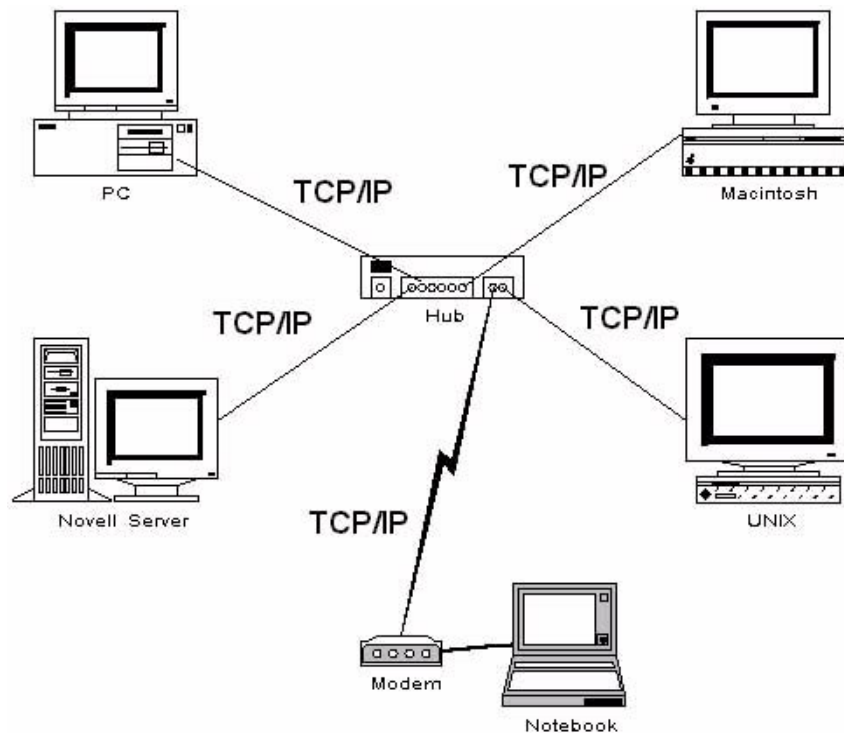 PC
TCP/IP
TCP/IP
Macintosh
Hub
TCP/IP
TCP/IP
Novell Server
UNIX
TCP/IP
Modem
Notebook